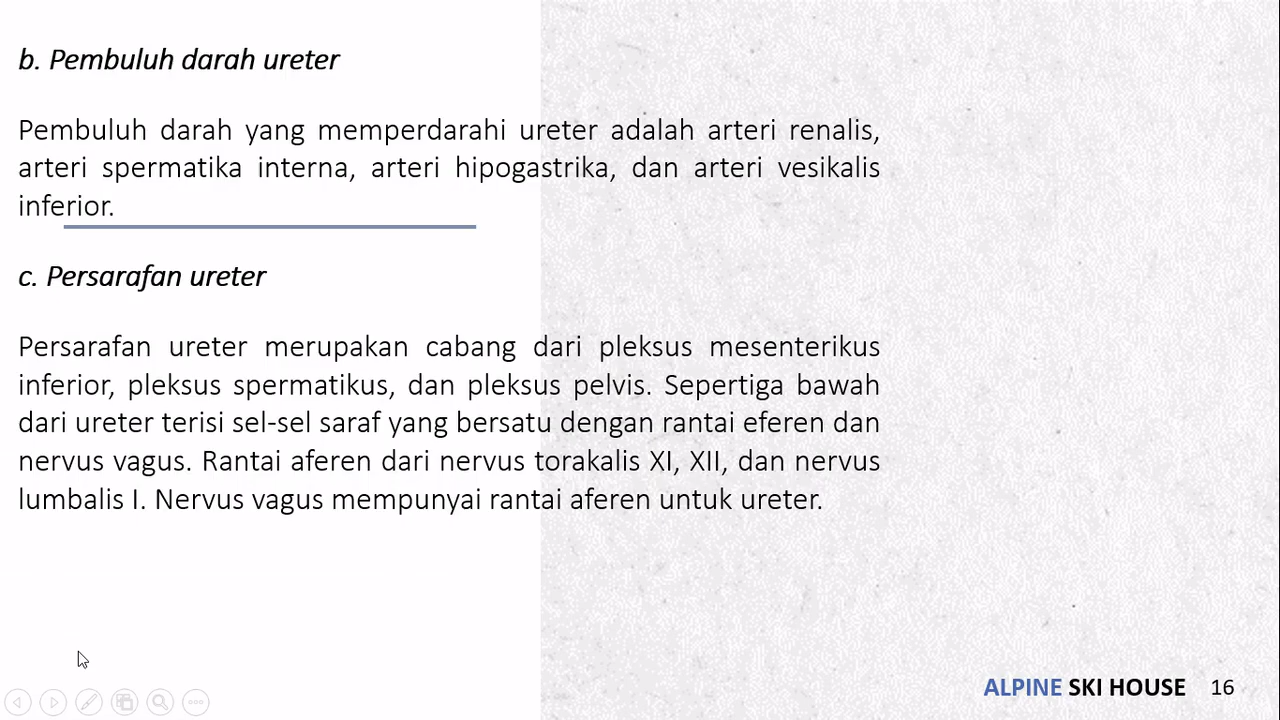 b. Pembuluh darah ureter
Pembuluh darah yang memperdarahi ureter adalah arteri renalis,
arteri spermatika interna, arteri hipogastrika, dan arteri vesikalis
inferior.
c. Persarafan ureter
Persarafan ureter merupakan cabang dari pleksus mesenterikus
inferior, pleksus spermatikus, dan pleksus pelvis. Sepertiga bawah
dari ureter terisi sel-sel saraf yang bersatu dengan rantai eferen dan
nervus vagus. Rantai aferen dari nervus torakalis XI, XII, dan nervus
lumbalis I. Nervus vagus mempunyai rantai aferen untuk ureter.
ALPINE SKI HOUSE 16